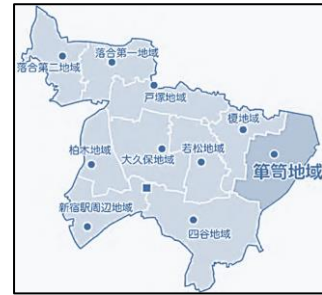 落合第一地域
落合第二地域
戸塚地域
榎地域
柏木地域
大久保地域
若松地域
箪笥地域
新宿駅周辺地域
四谷地域